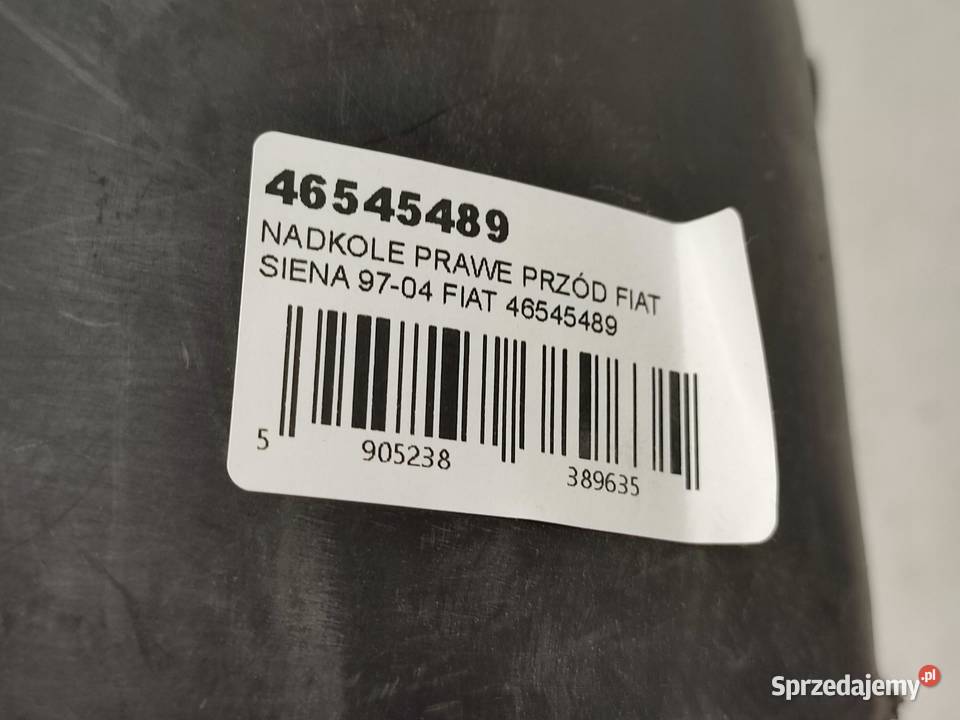 46545489
NADKOLE PRAWE PRZÓD FIAT
SIENA 97-04 FIAT 46545489
5 905238 389635
Sprzedajemy.pl